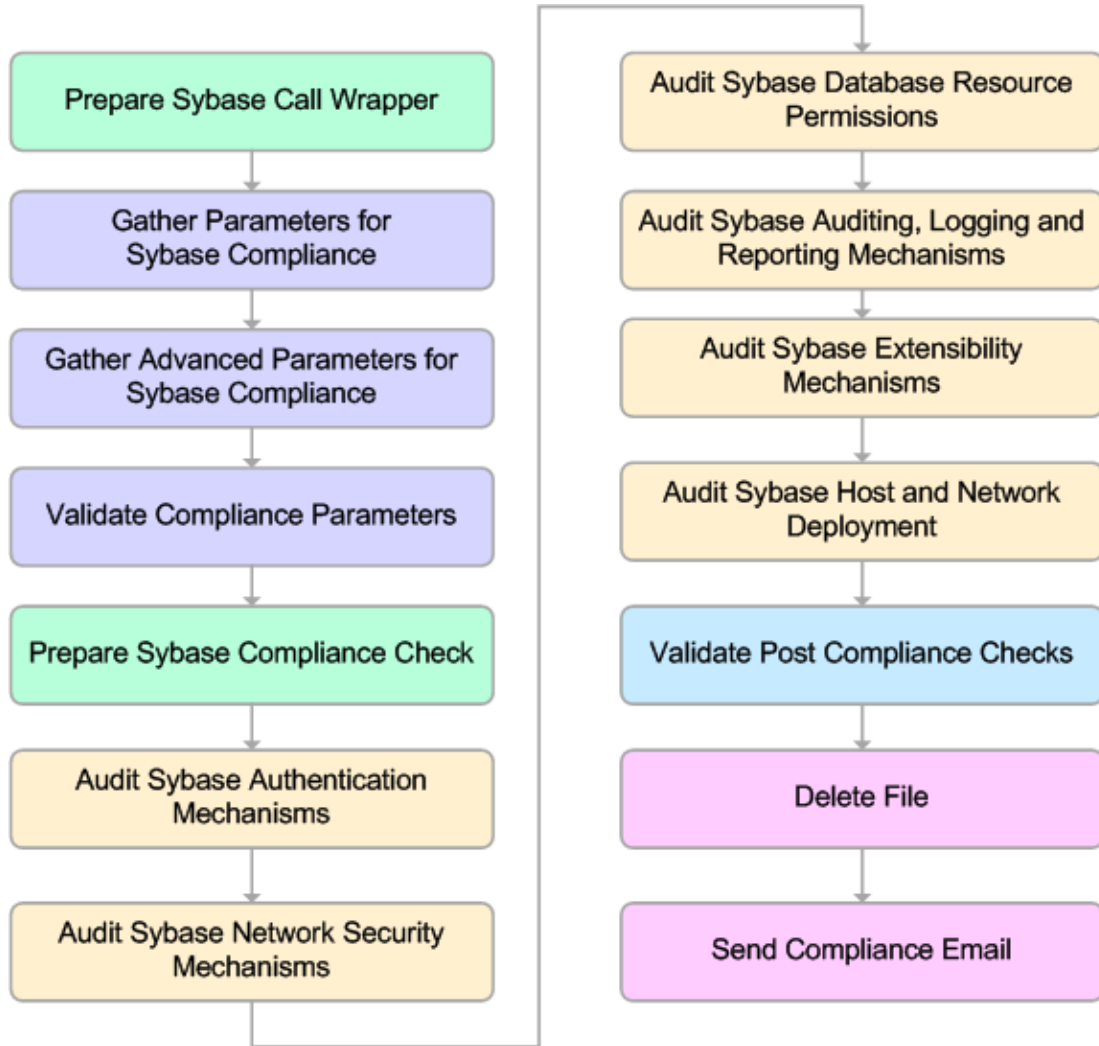 Prepare Sybase Call Wrapper
Gather Parameters for
Sybase Compliance
Gather Advanced Parameters for
Sybase Compliance
Validate Compliance Parameters
Prepare Sybase Compliance Check
Audit Sybase Authentication
Mechanisms
Audit Sybase Network Security
Mechanisms
Audit Sybase Database Resource
Permissions
Audit Sybase Auditing, Logging and
Reporting Mechanisms
Audit Sybase Extensibility
Mechanisms
Audit Sybase Host and Network
Deployment
Validate Post Compliance Checks
Delete File
Send Compliance Email